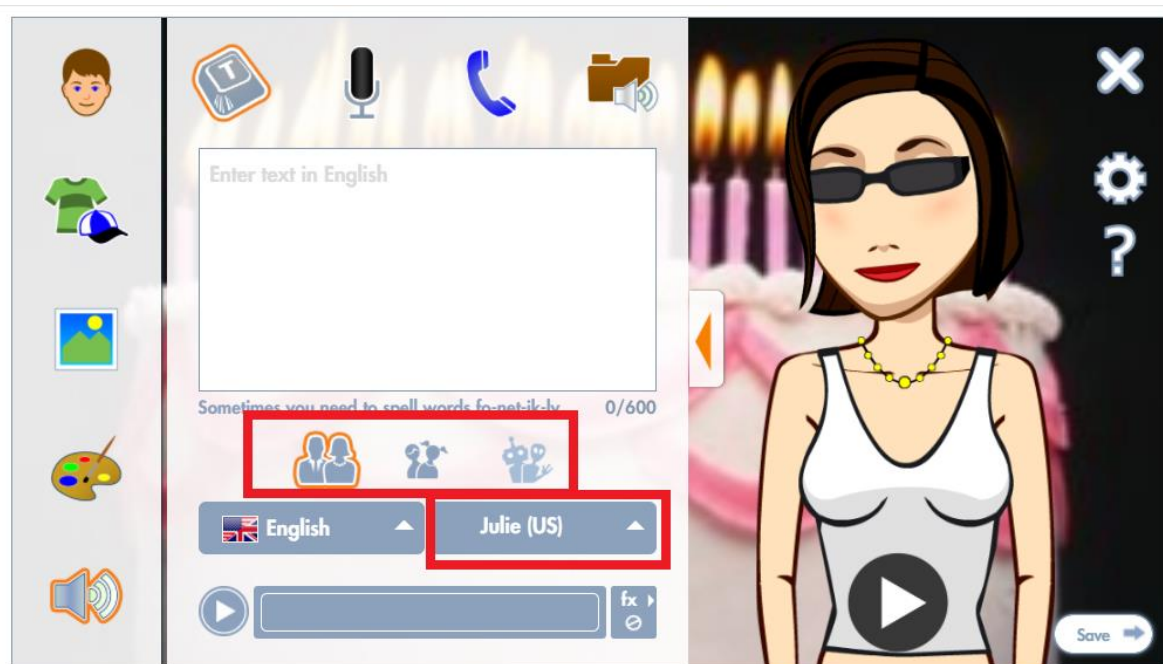 T
Enter text in English
Sometimes you need to spell words fo-net-ik-ly
0/600
English
Julie (US)
fx
Save